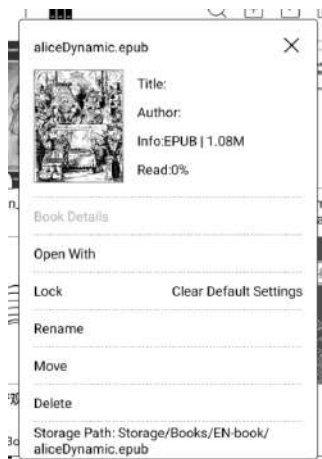 aliceDynamic.epub
Title:
Author:
Info:EPUB | 1.08M
Read:0%
Book Details
Open With
Lock Clear Default Settings
Rename
Move
Delete
Storage Path: Storage/Books/EN-book/
aliceDynamic.epub